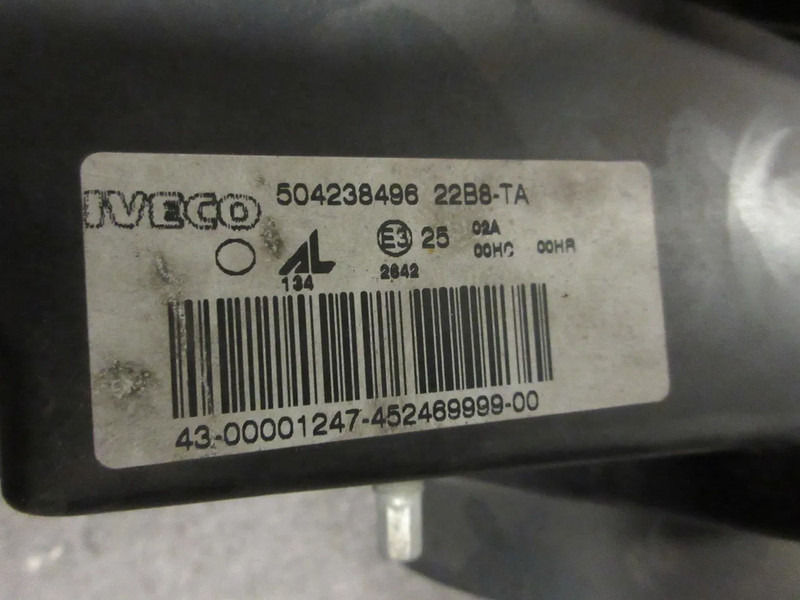 IVECO 504238496 22B8-TA
AL E3 25 02A
134 2642 00HC 00HR
43-00001247-452469999-00